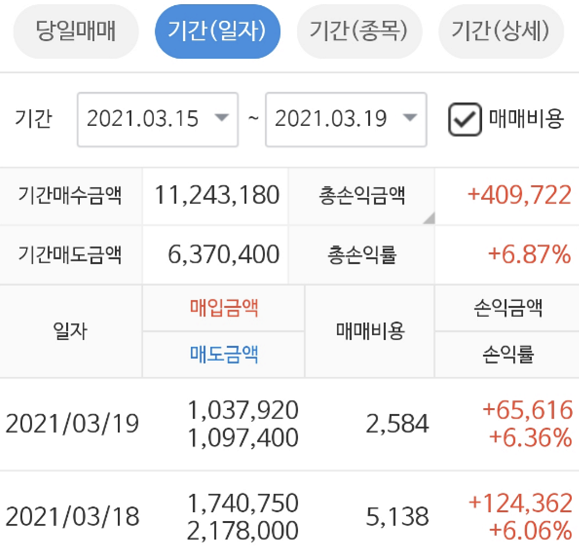 당일매매 기간(일자) 기간(종목) 기간(상세)
기간 2021.03.15 ~ 2021.03.19 매매비용
기간매수금액 11,243,180 총손익금액 +409,722
기간매도금액 6,370,400 총손익률 +6.87%
일자 매입금액 매매비용 손익금액
매도금액 손익률
2021/03/19 1,037,920 2,584 +65,616
1,097,400 +6.36%
2021/03/18 1,740,750 5,138 +124,362
2,178,000 +6.06%